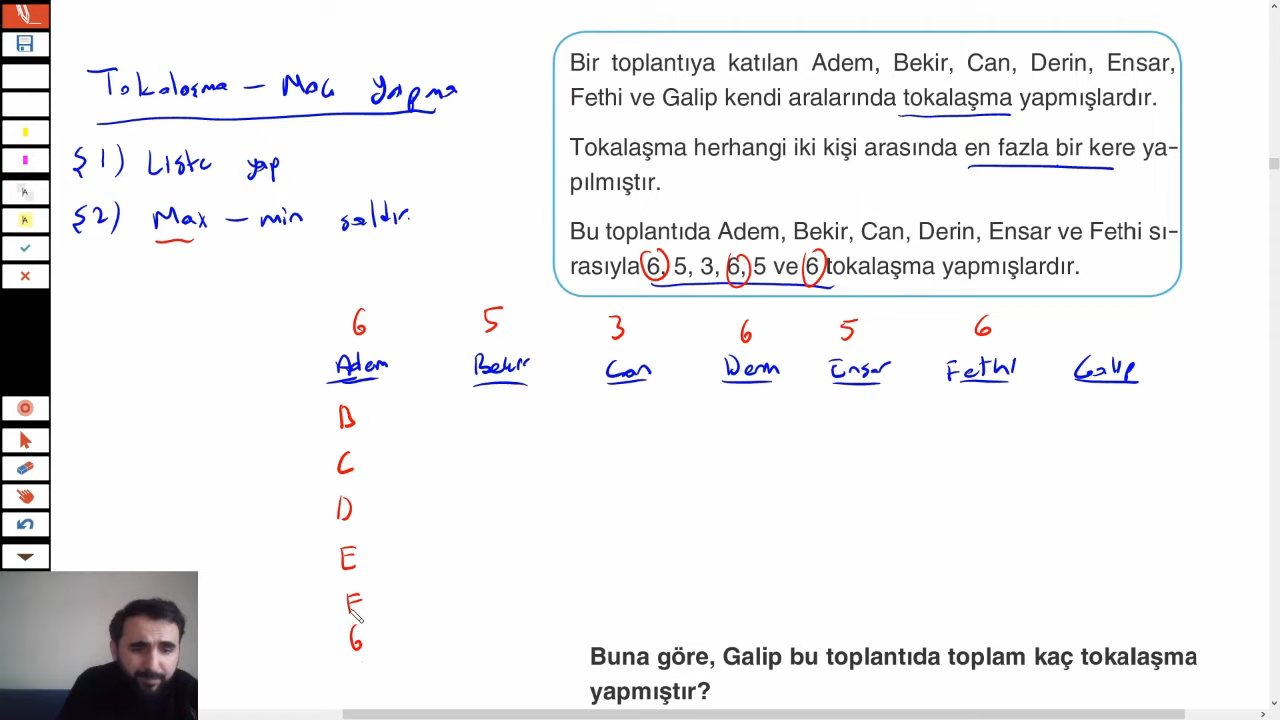 Tokalaşma – Maç yapma
§1) Liste yap
§2) Max – min saldır.
Bir toplantıya katılan Adem, Bekir, Can, Derin, Ensar,
Fethi ve Galip kendi aralarında tokalaşma yapmışlardır.
Tokalaşma herhangi iki kişi arasında en fazla bir kere ya-
pılmıştır.
Bu toplantıda Adem, Bekir, Can, Derin, Ensar ve Fethi sı-
rasıyla 6, 5, 3, 6, 5 ve 6 tokalaşma yapmışlardır.
6 5 3 6 5 6
Adem Bekir Can Derin Ensar Fethi Galip
B
C
D
E
F
G
Buna göre, Galip bu toplantıda toplam kaç tokalaşma
yapmıştır?